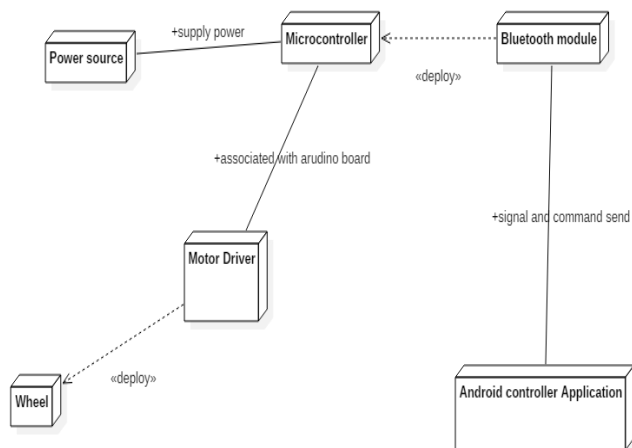 +supply power
Microcontroller
Bluetooth module
Power source
«deploy»
+associated with arudino board
+signal and command send
Motor Driver
«deploy»
Wheel
Android controller Application